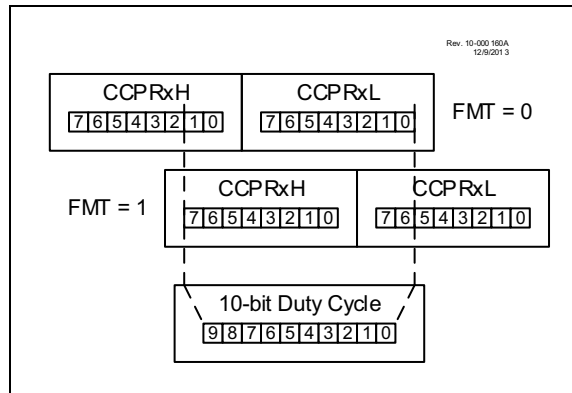 Rev. 10-000 160A
12/9/201 3
CCPRxH CCPRxL
7 6 5 4 3 2 1 0 7 6 5 4 3 2 1 0 FMT = 0
CCPRxH CCPRxL
FMT = 1 7 6 5 4 3 2 1 0 7 6 5 4 3 2 1 0
10-bit Duty Cycle
9 8 7 6 5 4 3 2 1 0